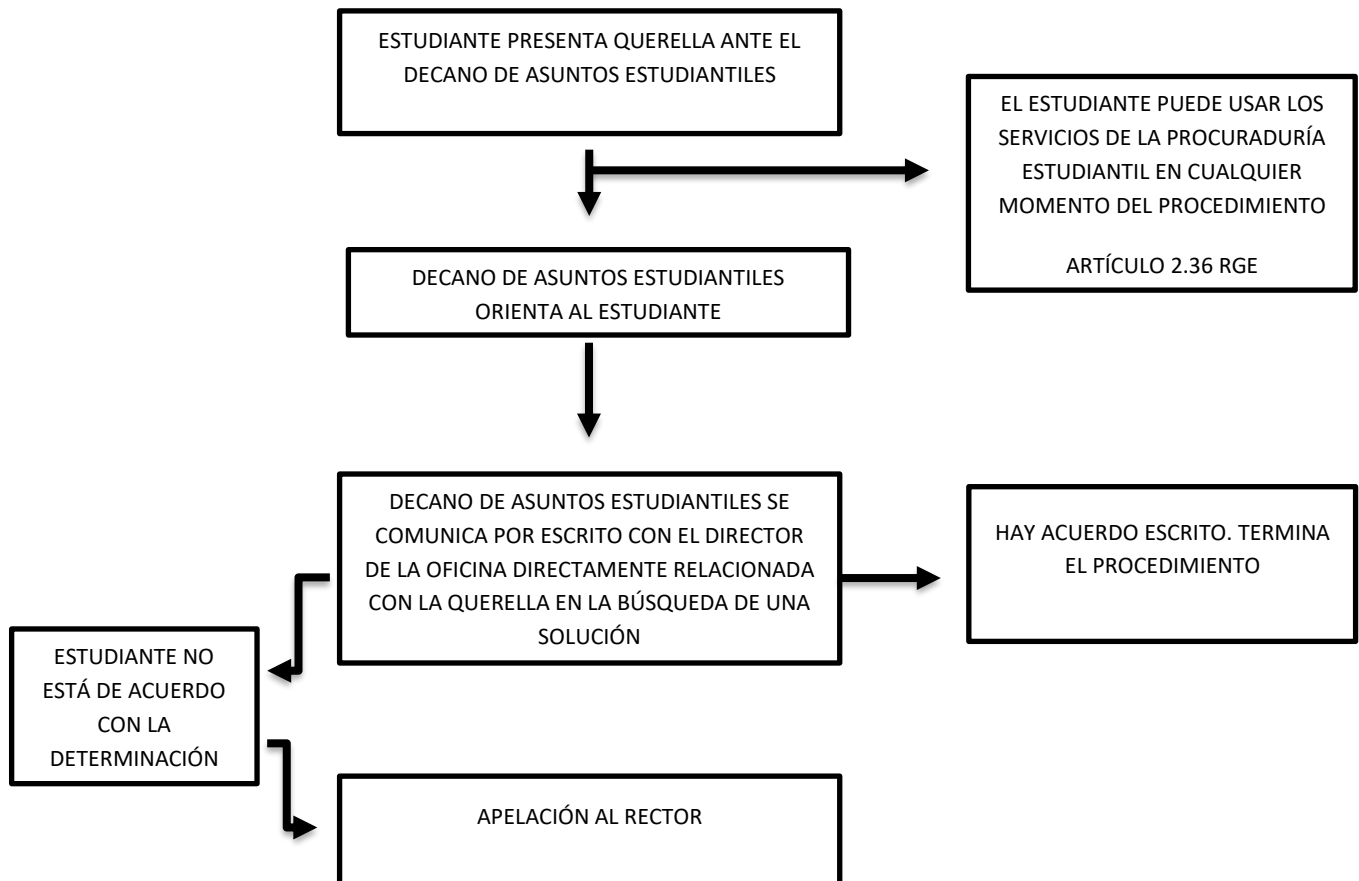 ESTUDIANTE PRESENTA QUERELLA ANTE EL
DECANO DE ASUNTOS ESTUDIANTILES
EL ESTUDIANTE PUEDE USAR LOS
SERVICIOS DE LA PROCURADURÍA
ESTUDIANTIL EN CUALQUIER
MOMENTO DEL PROCEDIMIENTO
ARTÍCULO 2.36 RGE
DECANO DE ASUNTOS ESTUDIANTILES
ORIENTA AL ESTUDIANTE
DECANO DE ASUNTOS ESTUDIANTILES SE
COMUNICA POR ESCRITO CON EL DIRECTOR
DE LA OFICINA DIRECTAMENTE RELACIONADA
CON LA QUERELLA EN LA BÚSQUEDA DE UNA
SOLUCIÓN
HAY ACUERDO ESCRITO. TERMINA
EL PROCEDIMIENTO
ESTUDIANTE NO
ESTÁ DE ACUERDO
CON LA
DETERMINACIÓN
APELACIÓN AL RECTOR